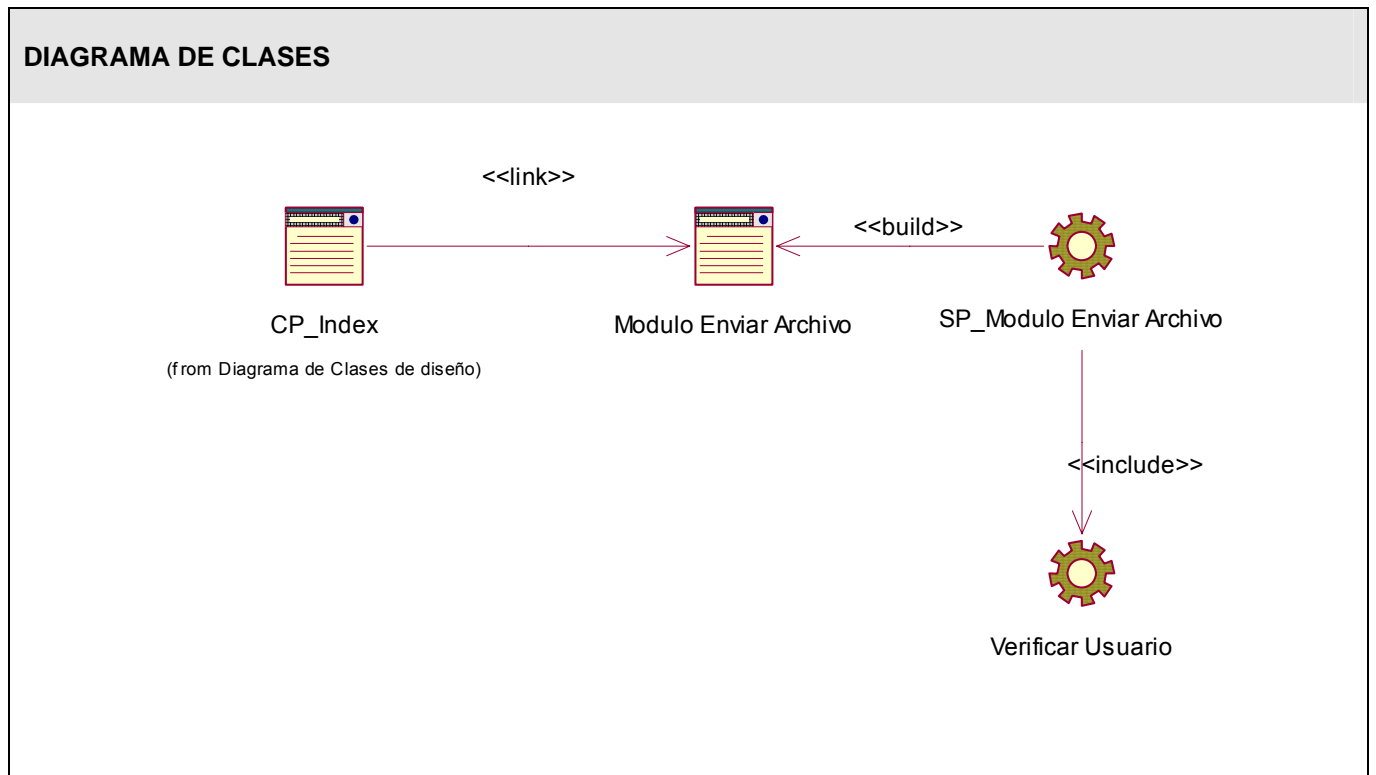 DIAGRAMA DE CLASES
<<link>>
<<build>>
CP_Index
Modulo Enviar Archivo
SP_Modulo Enviar Archivo
(from Diagrama de Clases de diseño)
<<include>>
Verificar Usuario